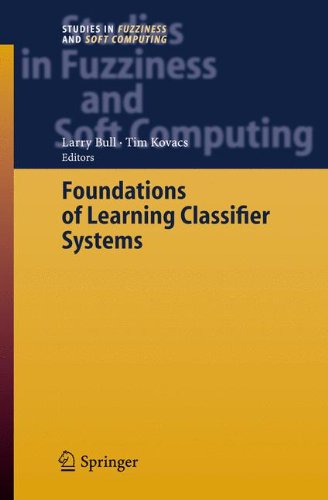 STUDIES IN FUZZINESS
AND SOFT COMPUTING
Studies
in Fuzziness
and
Soft Computing
Larry Bull · Tim Kovacs
Editors
Foundations
of Learning Classifier
Systems
Springer